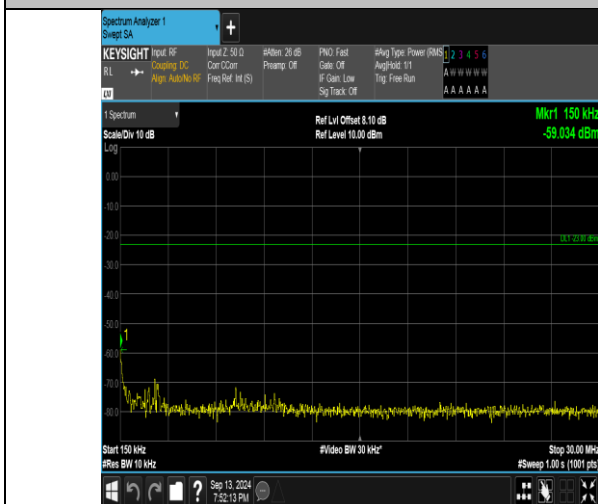 Spectrum Analyzer 1
Swept SA
+
KEYSIGHT
RL
Input: RF
Coupling: DC
Align: Auto/No RF
Input Z: 50 Ω
Corr CCorr
Freq Ref: Int (S)
#Atten: 26 dB
Preamp: Off
PNO: Fast
Gate: Off
IF Gain: Low
Sig Track: Off
#Avg Type: Power (RMS
Avg|Hold: 1/1
Trig: Free Run
1 2 3 4 5 6
A W W W W W
A A A A A A
LXI
1 Spectrum
Scale/Div 10 dB
Log
Ref Lvl Offset 8.10 dB
Ref Level 10.00 dBm
Mkr1 150 kHz
-59.034 dBm
0.00
-10.0
-20.0
DL1 -23.00 dBm
-30.0
-40.0
-50.0
1
-60.0
-70.0
-80.0
Start 150 kHz
#Res BW 10 kHz
#Video BW 30 kHz*
Stop 30.00 MHz
#Sweep 1.00 s (1001 pts)
?
Sep 13, 2024
7:52:13 PM